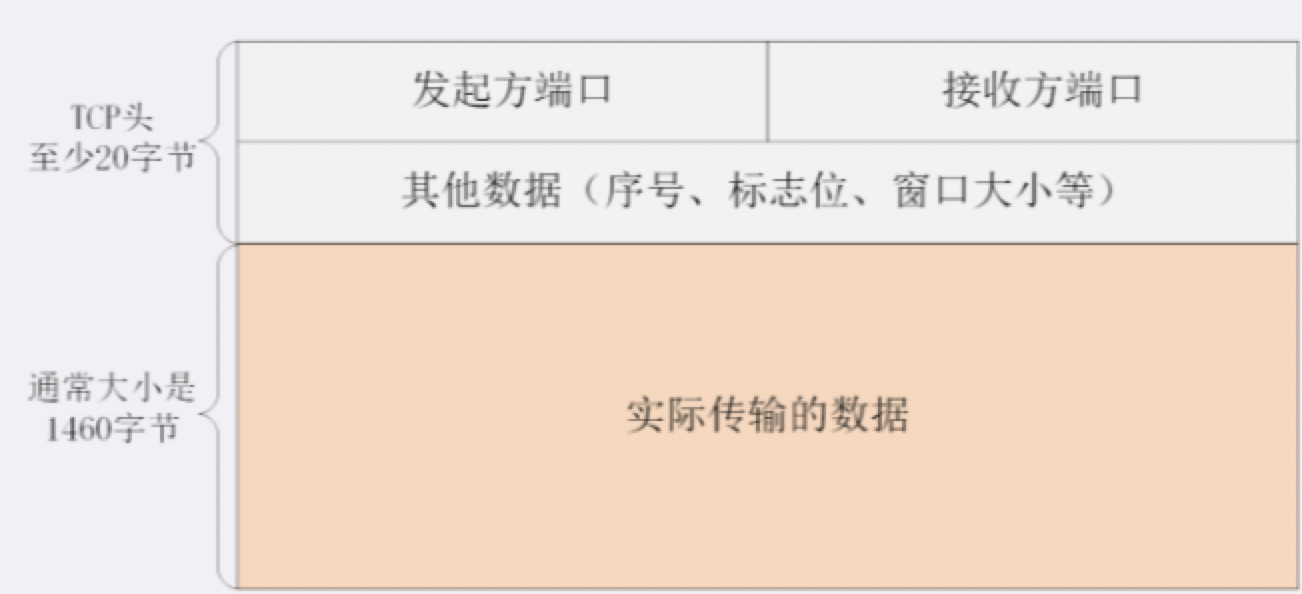 发起方端口
接收方端口
TCP头
至少20字节
其他数据（序号、标志位、窗口大小等）
通常大小是
1460字节
实际传输的数据